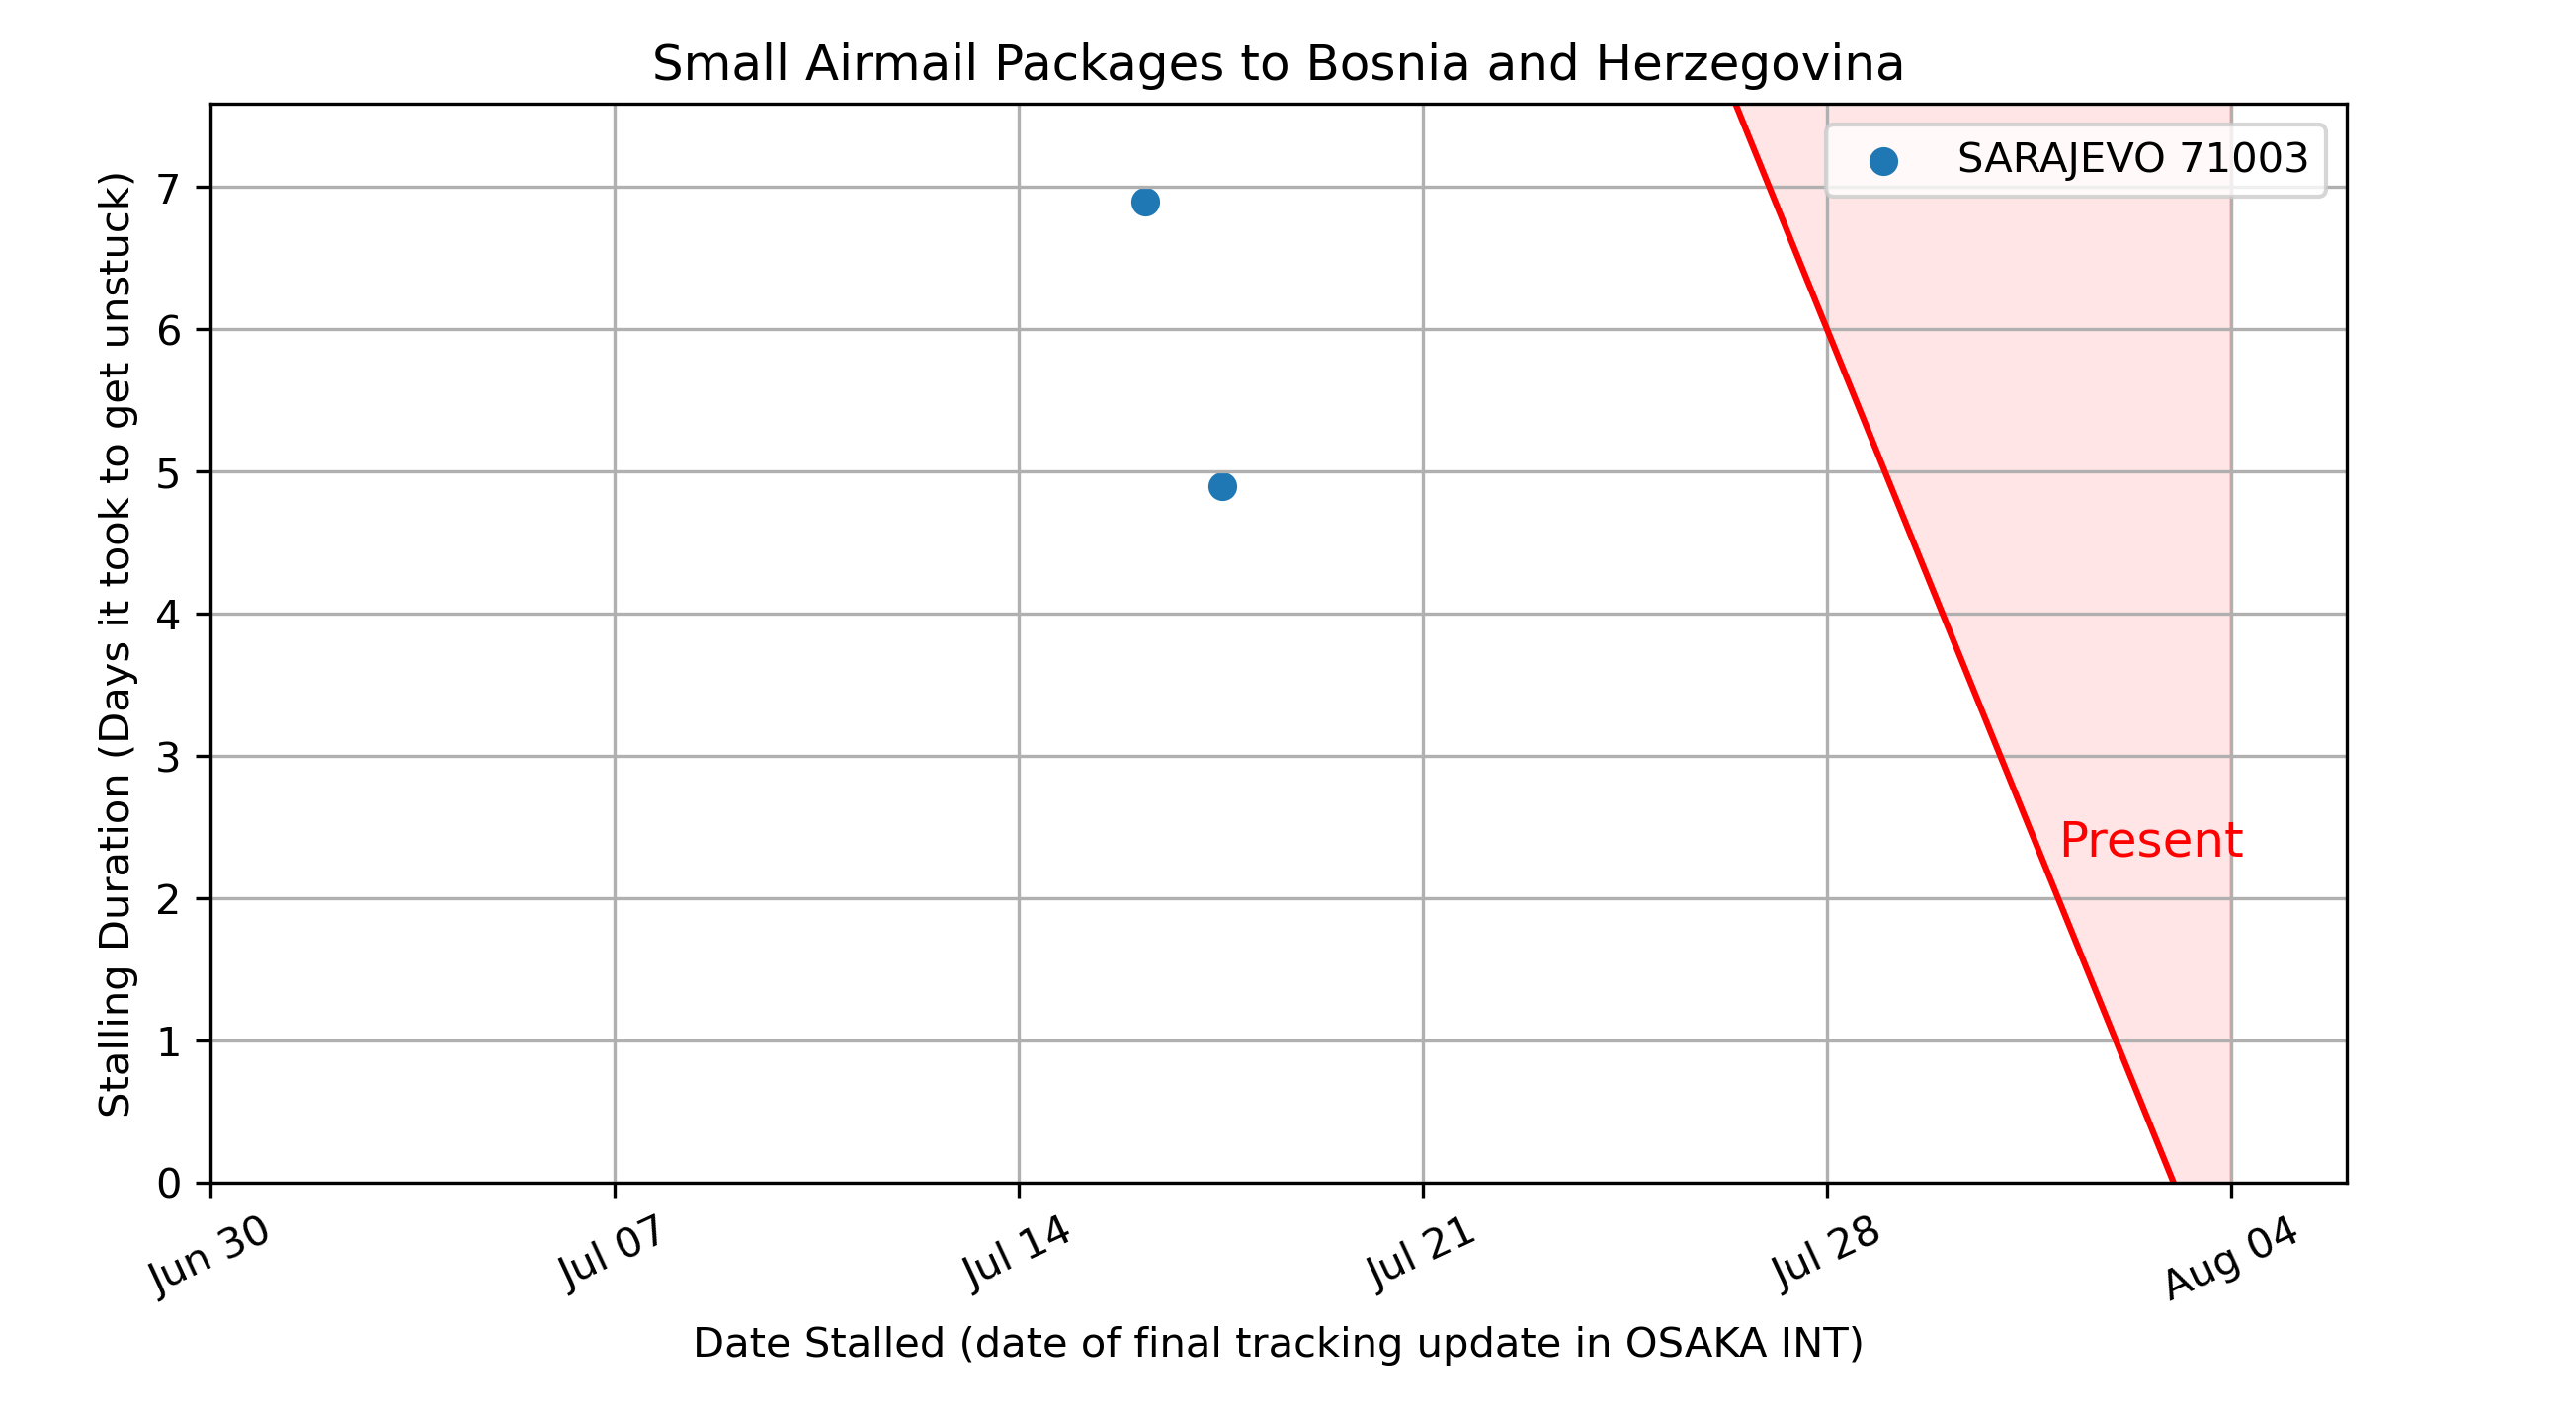 Small Airmail Packages to Bosnia and Herzegovina
SARAJEVO 71003
Stalling Duration (Days it took to get unstuck)
7
6
5
4
3
2
1
0
Present
Jun 30
Jul 07
Jul 14
Jul 21
Jul 28
Aug 04
Date Stalled (date of final tracking update in OSAKA INT)